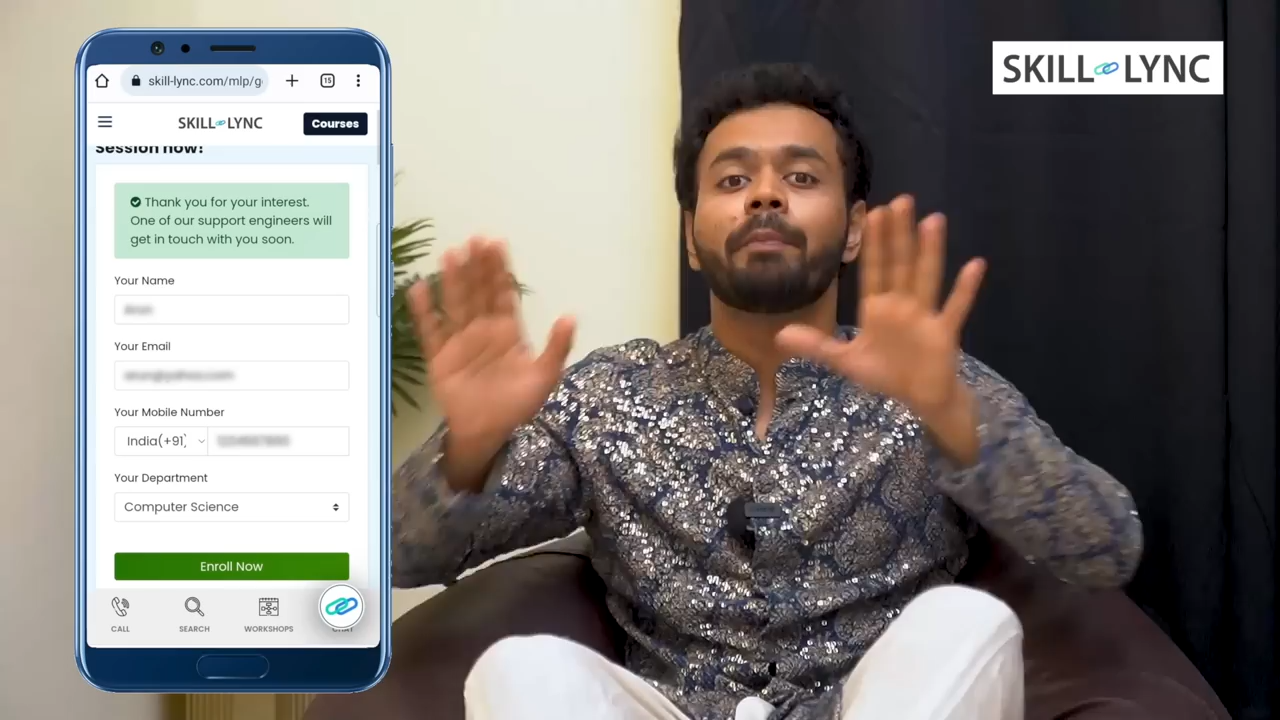 15
skill-lync.com/mlp/g
SKILL LYNC
Courses
Session now!
Thank you for your interest.
One of our support engineers will
get in touch with you soon.
Your Name
Your Email
Your Mobile Number
India(+91)
Your Department
Computer Science
Enroll Now
CALL
SEARCH
WORKSHOPS
CHAT
SKILL LYNC